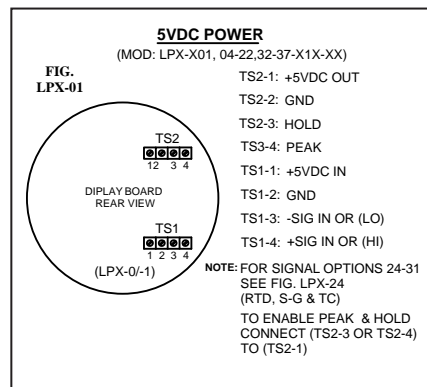 5VDC POWER
(MOD: LPX-X01, 04-22,32-37-X1X-XX)
FIG.
LPX-01
TS2
12 3 4
DIPLAY BOARD
REAR VIEW
TS1
1 2 3 4
(LPX-0/-1)
TS2-1: +5VDC OUT
TS2-2: GND
TS2-3: HOLD
TS3-4: PEAK
TS1-1: +5VDC IN
TS1-2: GND
TS1-3: -SIG IN OR (LO)
TS1-4: +SIG IN OR (HI)
NOTE: FOR SIGNAL OPTIONS 24-31
SEE FIG. LPX-24
(RTD, S-G & TC)
TO ENABLE PEAK & HOLD
CONNECT (TS2-3 OR TS2-4)
TO (TS2-1)